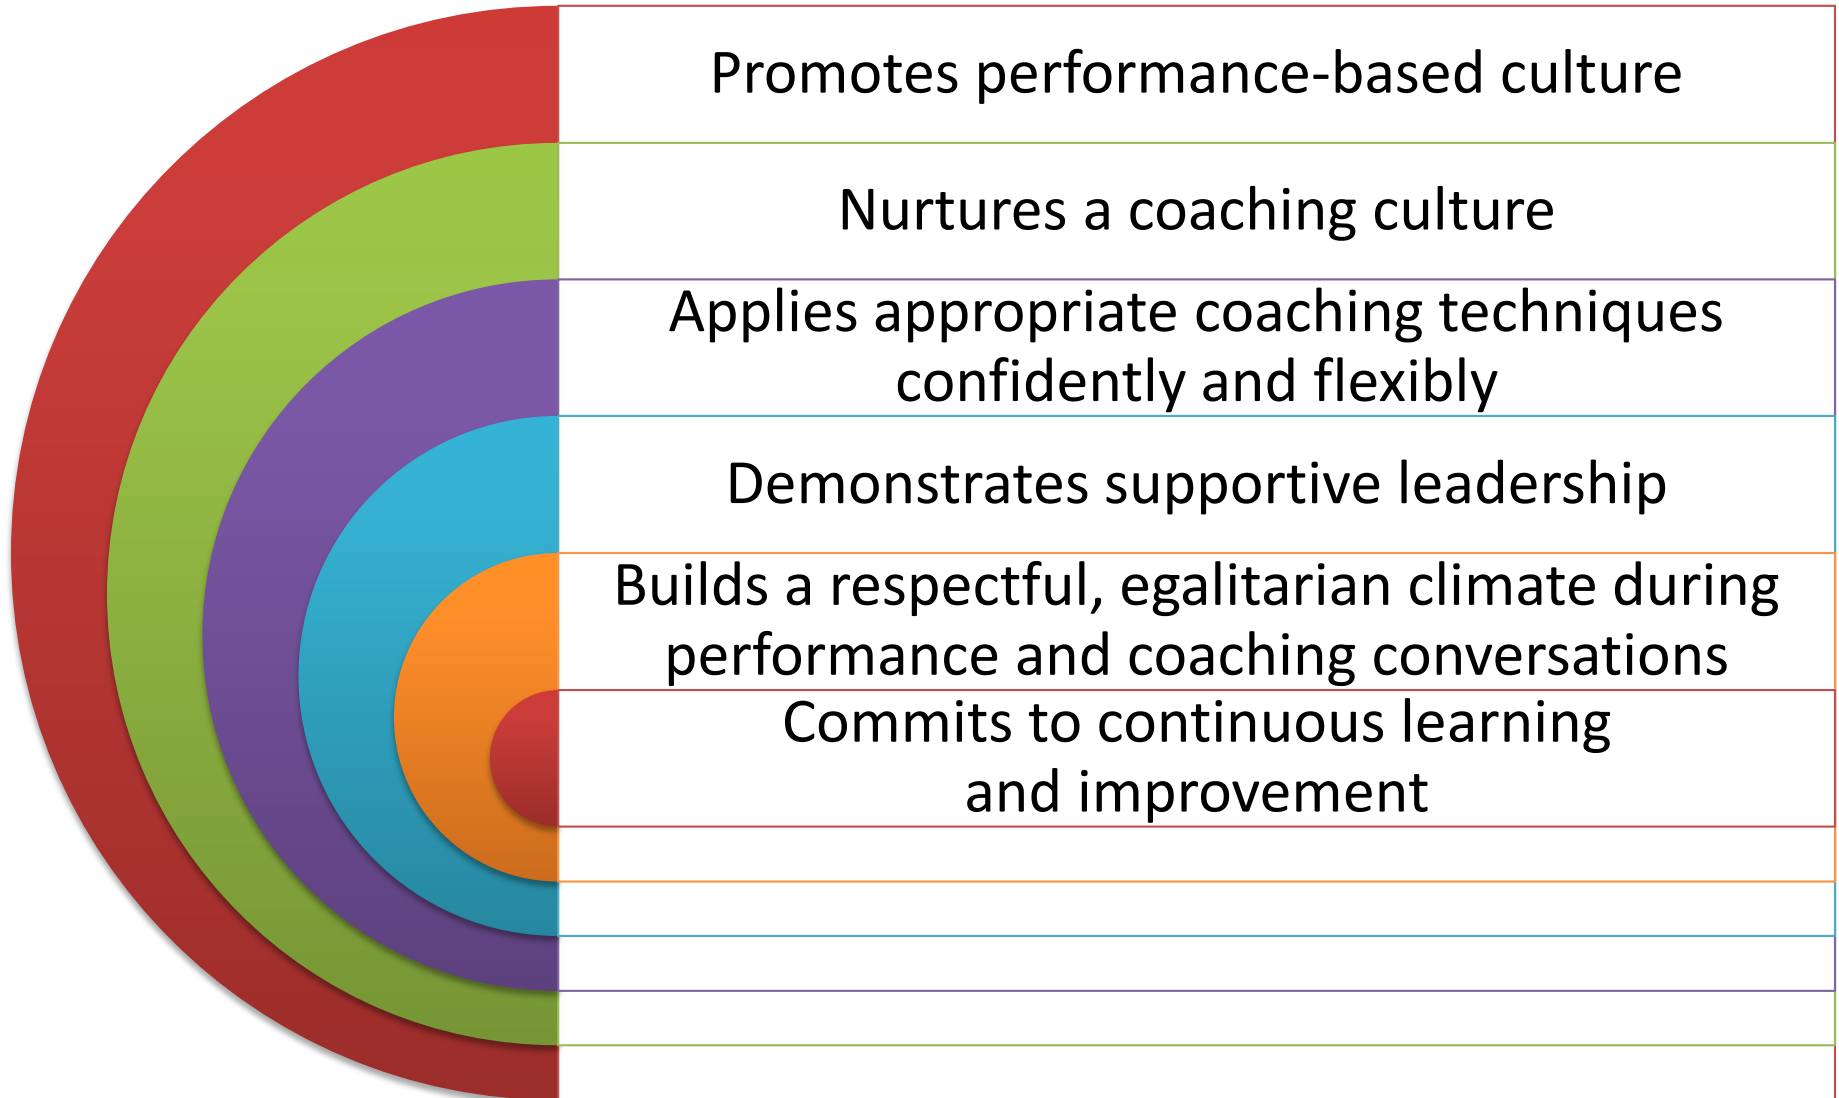 Promotes performance-based culture
Nurtures a coaching culture
Applies appropriate coaching techniques
confidently and flexibly
Demonstrates supportive leadership
Builds a respectful, egalitarian climate during
performance and coaching conversations
Commits to continuous learning
and improvement